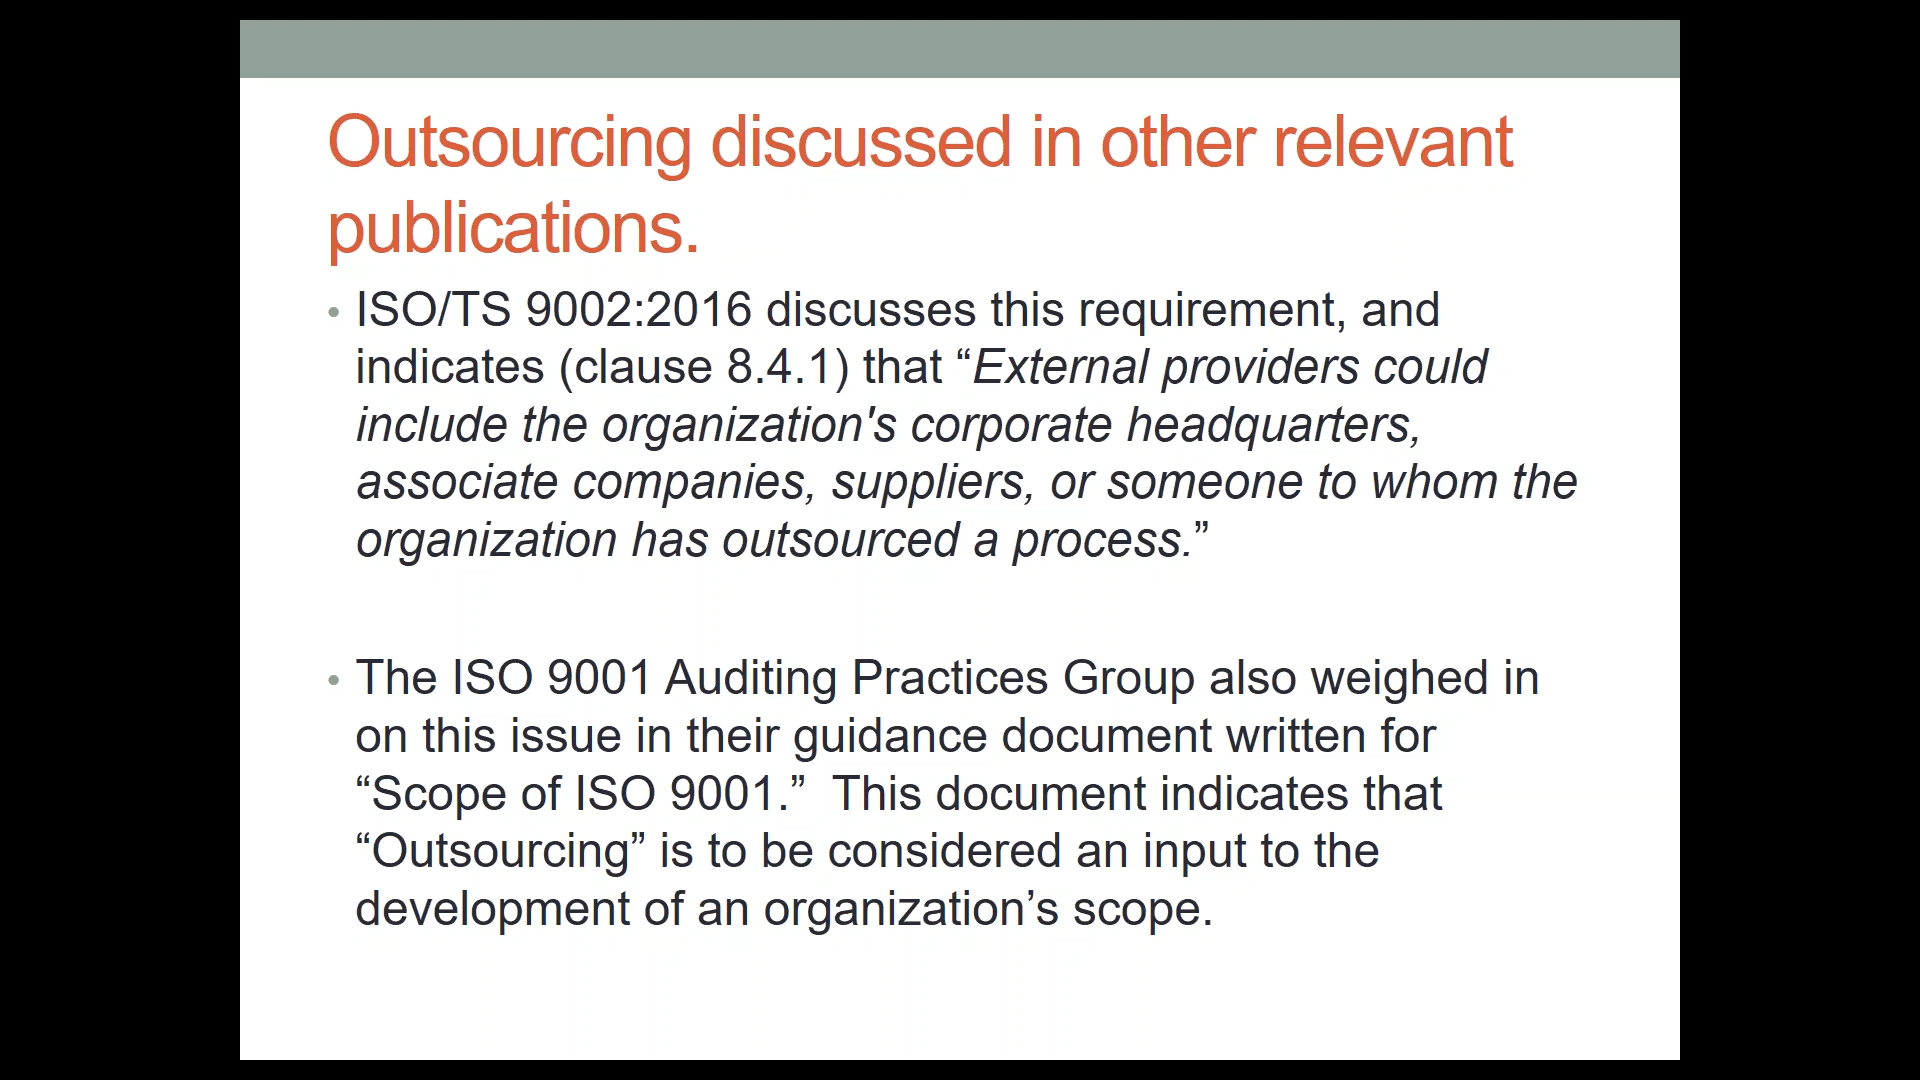 Outsourcing discussed in other relevant
publications.
• ISO/TS 9002:2016 discusses this requirement, and
indicates (clause 8.4.1) that “External providers could
include the organization's corporate headquarters,
associate companies, suppliers, or someone to whom the
organization has outsourced a process.”
• The ISO 9001 Auditing Practices Group also weighed in
on this issue in their guidance document written for
“Scope of ISO 9001.”  This document indicates that
“Outsourcing” is to be considered an input to the
development of an organization’s scope.